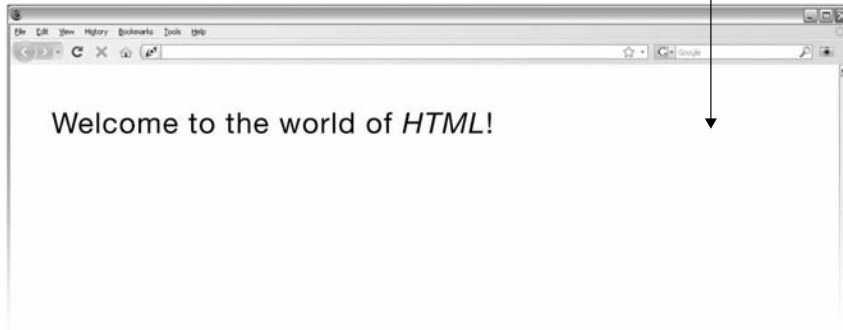 File Edit View History Bookmarks Tools Help
Google
Welcome to the world of HTML!